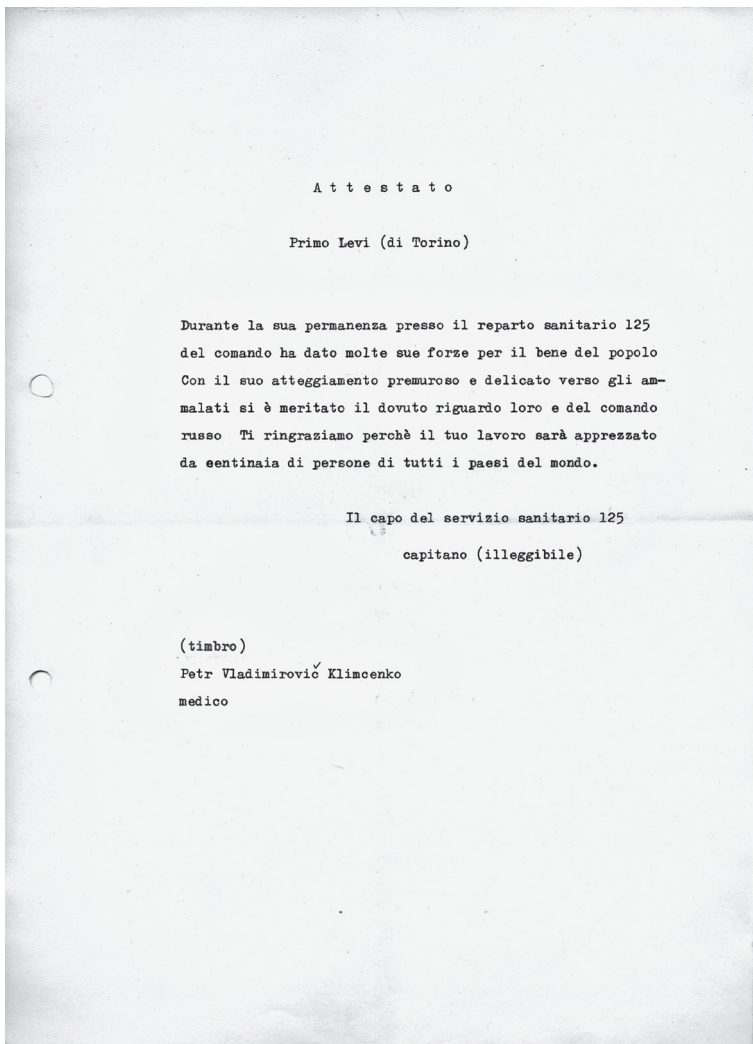 A t t e s t a t o
Primo Levi (di Torino)
Durante la sua permanenza presso il reparto sanitario 125
del comando ha dato molte sue forze per il bene del popolo
Con il suo atteggiamento premuroso e delicato verso gli am-
malati si è meritato il dovuto riguardo loro e del comando
russo Ti ringraziamo perchè il tuo lavoro sarà apprezzato
da eentinaia di persone di tutti i paesi del mondo.
Il capo del servizio sanitario 125
capitano (illeggibile)
(timbro)
Petr Vladimirovič Klimcenko
medico